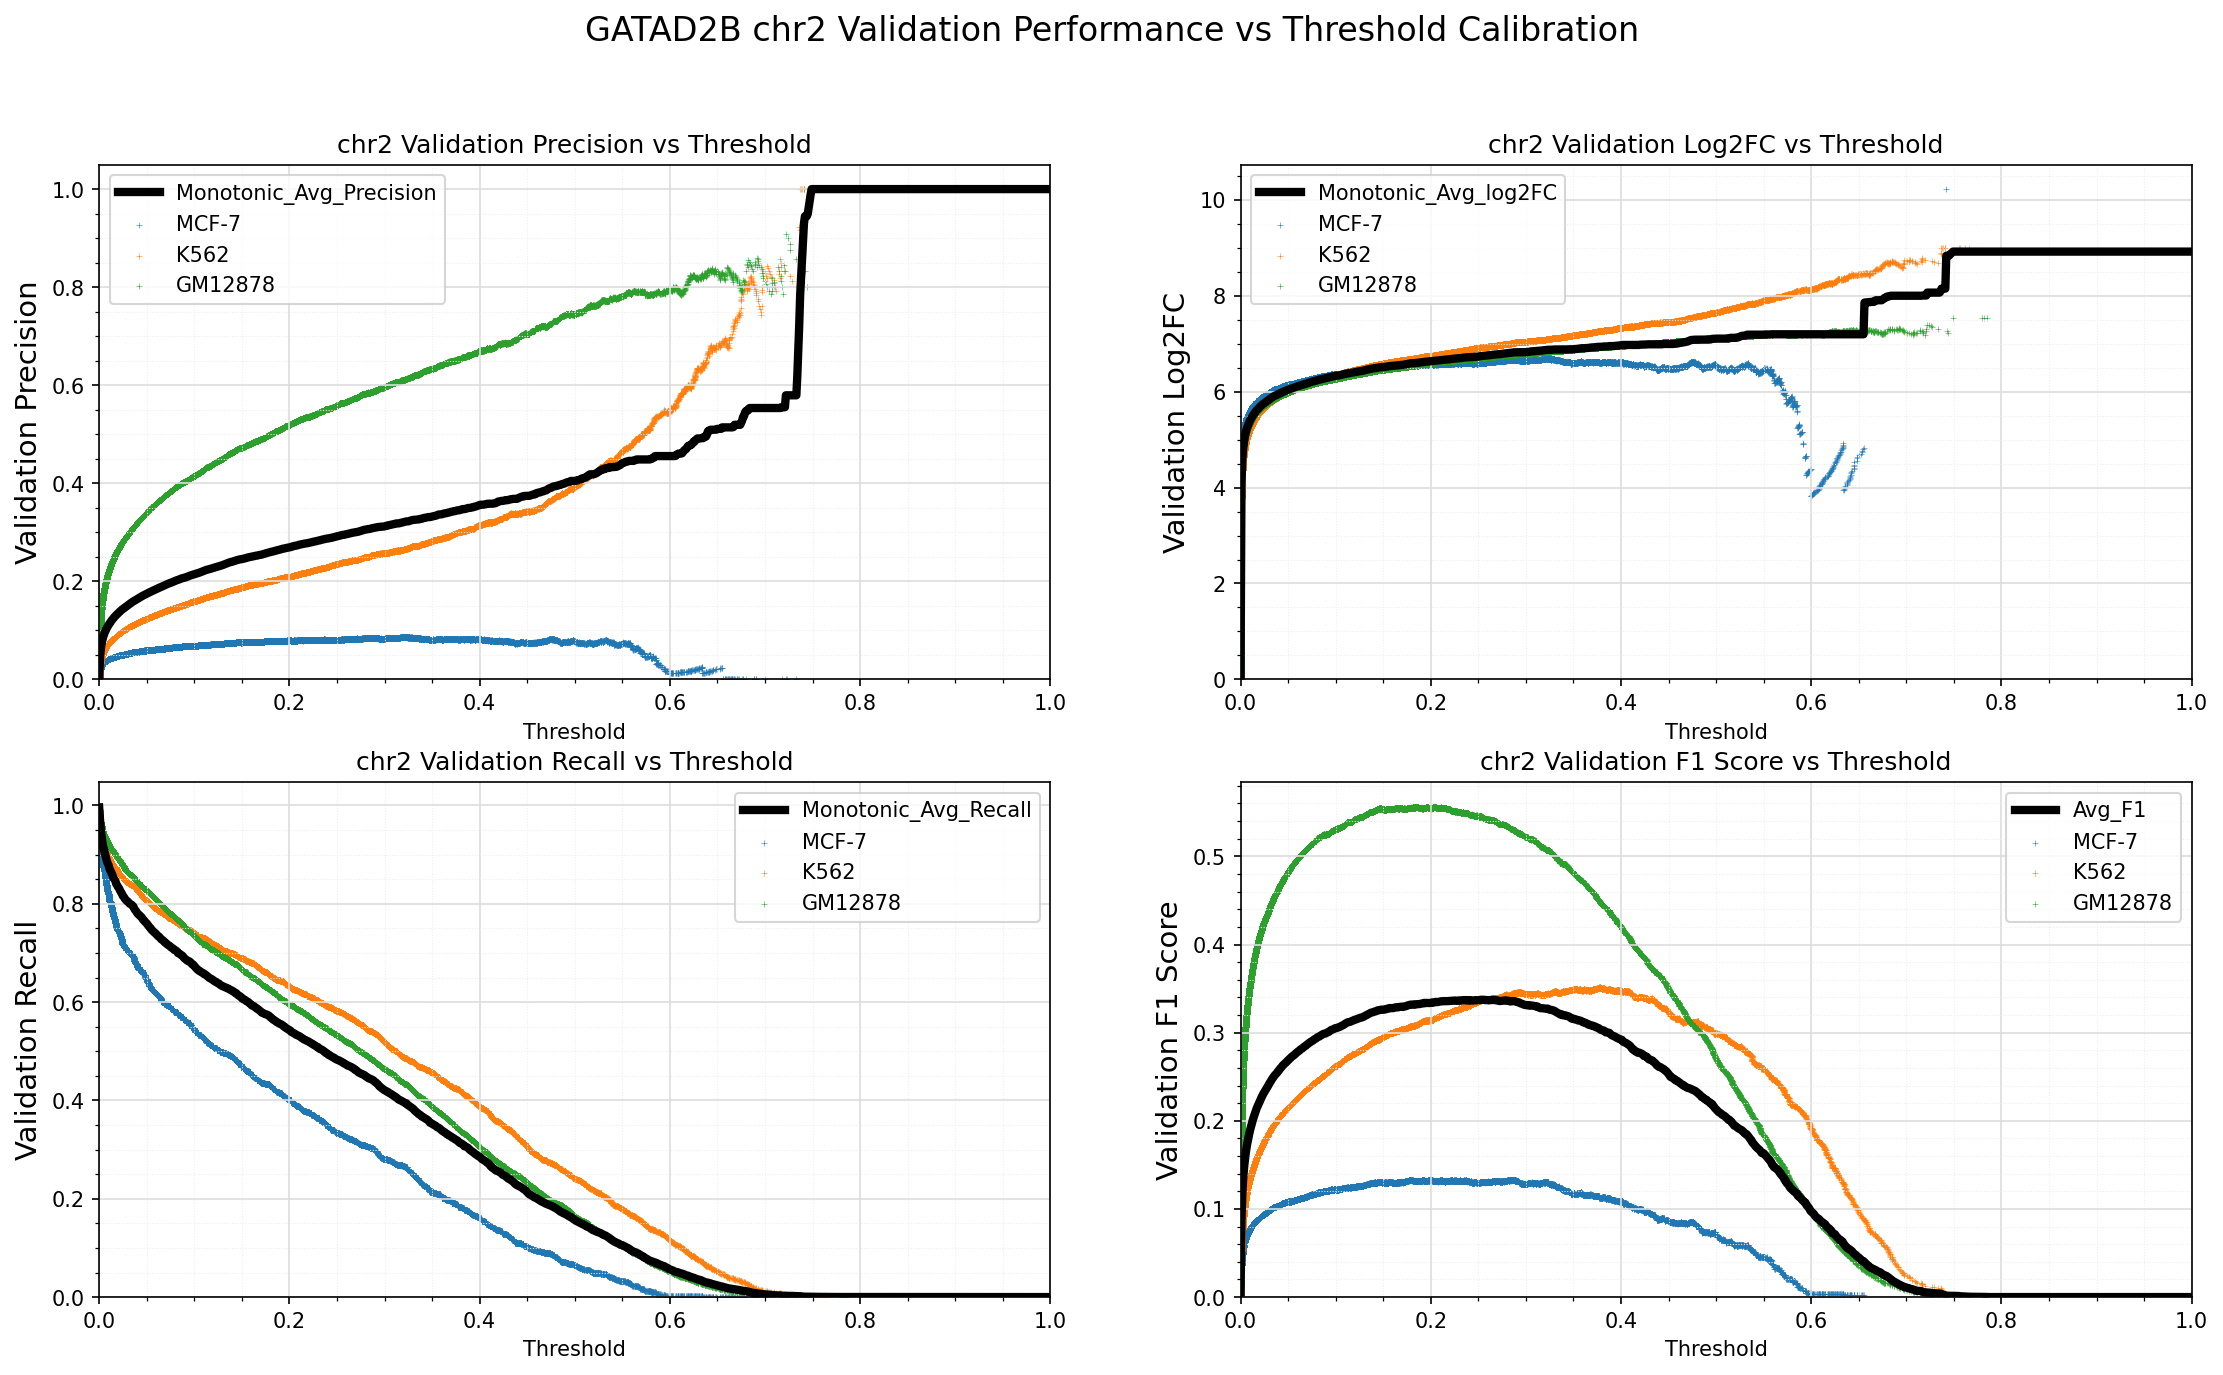 GATAD2B chr2 Validation Performance vs Threshold Calibration
chr2 Validation Precision vs Threshold
Validation Precision
1.0
0.8
0.6
0.4
0.2
0.0
Monotonic_Avg_Precision
MCF-7
K562
GM12878
0.0 0.2 0.4 0.6 0.8 1.0
Threshold
chr2 Validation Log2FC vs Threshold
Validation Log2FC
10
8
6
4
2
0
Monotonic_Avg_log2FC
MCF-7
K562
GM12878
0.0 0.2 0.4 0.6 0.8 1.0
Threshold
chr2 Validation Recall vs Threshold
Validation Recall
1.0
0.8
0.6
0.4
0.2
0.0
Monotonic_Avg_Recall
MCF-7
K562
GM12878
0.0 0.2 0.4 0.6 0.8 1.0
Threshold
chr2 Validation F1 Score vs Threshold
Validation F1 Score
0.5
0.4
0.3
0.2
0.1
0.0
Avg_F1
MCF-7
K562
GM12878
0.0 0.2 0.4 0.6 0.8 1.0
Threshold